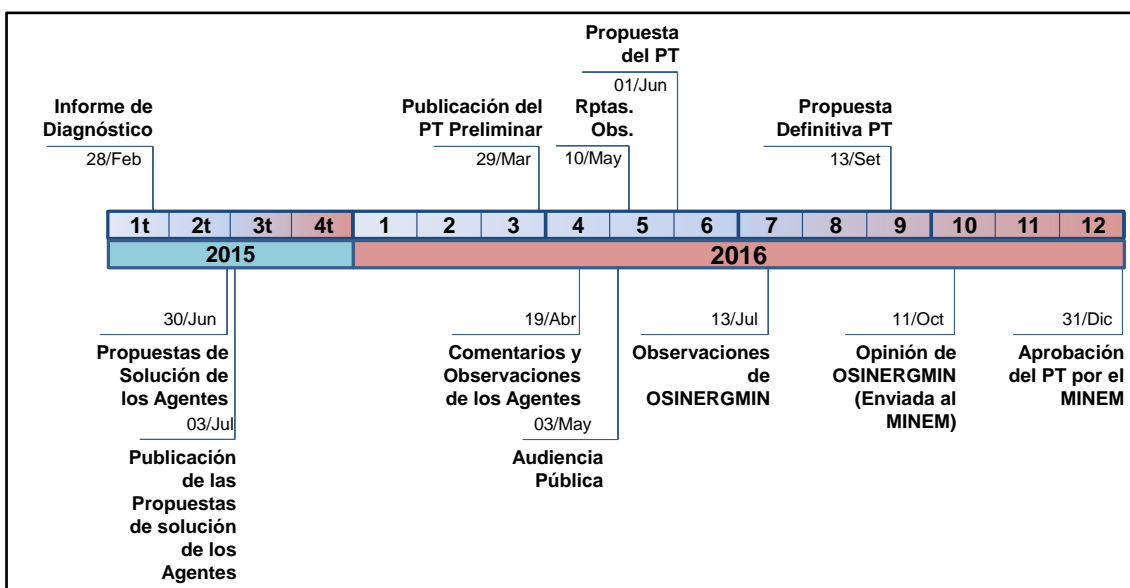 Propuesta
del PT
01/Jun
Informe de
Diagnóstico
28/Feb
Publicación del
PT Preliminar
29/Mar
Rptas.
Obs.
10/May
Propuesta
Definitiva PT
13/Set
1t 2t 3t 4t 1 2 3 4 5 6 7 8 9 10 11 12
2015 2016
30/Jun
Propuestas de
Solución de
los Agentes
03/Jul
Publicación
de las
Propuestas
de solución
de los
Agentes
19/Abr
Comentarios y
Observaciones
de los Agentes
03/May
Audiencia
Pública
13/Jul
Observaciones
de
OSINERGMIN
11/Oct
Opinión de
OSINERGMIN
(Enviada al
MINEM)
31/Dic
Aprobación
del PT por el
MINEM